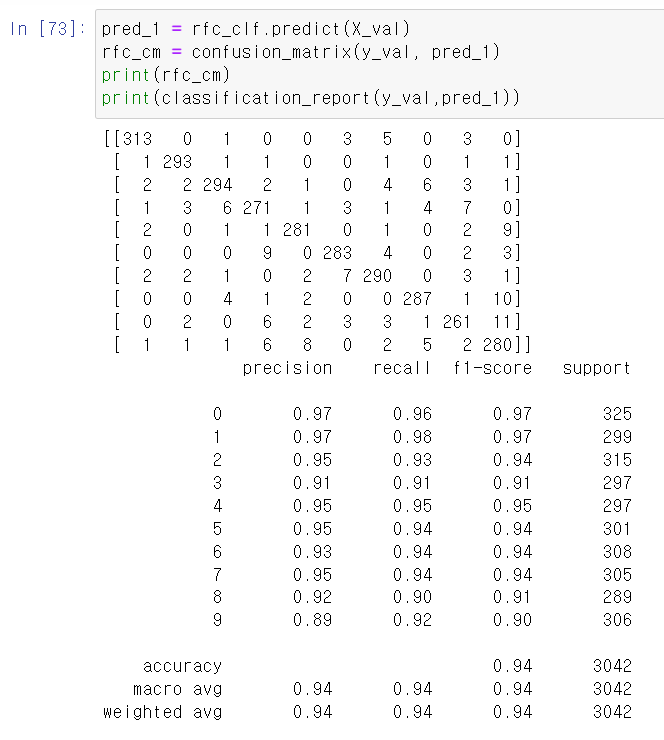 In [73]: pred_1 = rfc_clf.predict(X_val)
rfc_cm = confusion_matrix(y_val, pred_1)
print(rfc_cm)
print(classification_report(y_val,pred_1))
[[313 0 1 0 0 3 5 0 3 0]
[ 1 293 1 1 0 0 1 0 1 1]
[ 2 2 294 2 1 0 4 6 3 1]
[ 1 3 6 271 1 3 1 4 7 0]
[ 2 0 1 1 281 0 1 0 2 9]
[ 0 0 0 9 0 283 4 0 2 3]
[ 2 2 1 0 2 7 290 0 3 1]
[ 0 0 4 1 2 0 0 287 1 10]
[ 0 2 0 6 2 3 3 1 261 11]
[ 1 1 1 6 8 0 2 5 2 280]]
precision recall f1-score support
0 0.97 0.96 0.97 325
1 0.97 0.98 0.97 299
2 0.95 0.93 0.94 315
3 0.91 0.91 0.91 297
4 0.95 0.95 0.95 297
5 0.95 0.94 0.94 301
6 0.93 0.94 0.94 308
7 0.95 0.94 0.94 305
8 0.92 0.90 0.91 289
9 0.89 0.92 0.90 306
accuracy 0.94 3042
macro avg 0.94 0.94 0.94 3042
weighted avg 0.94 0.94 0.94 3042